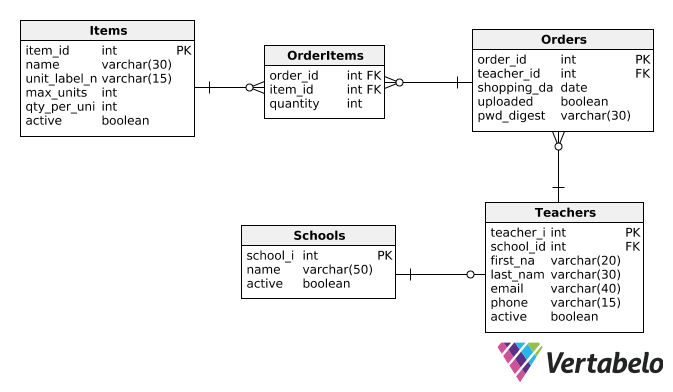 Items
item_id int PK
name varchar(30)
unit_label_n varchar(15)
max_units int
qty_per_uni int
active boolean
OrderItems
order_id int FK
item_id int FK
quantity int
Orders
order_id int PK
teacher_id int FK
shopping_da date
uploaded boolean
pwd_digest varchar(30)
Schools
school_i int PK
name varchar(50)
active boolean
Teachers
teacher_i int PK
school_id int FK
first_na varchar(20)
last_nam varchar(30)
email varchar(40)
phone varchar(15)
active boolean
Vertabelo